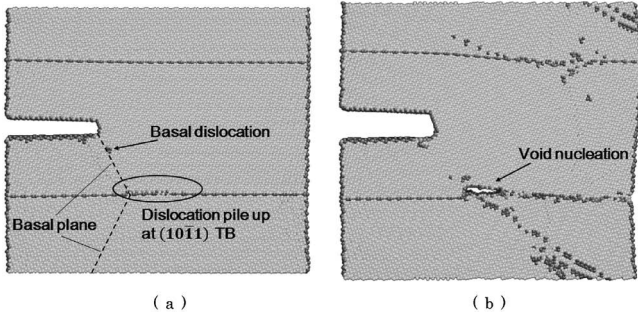 Basal dislocation
Basal plane
Dislocation pile up
at (101̄1) TB
Void nucleation
( a )
( b )